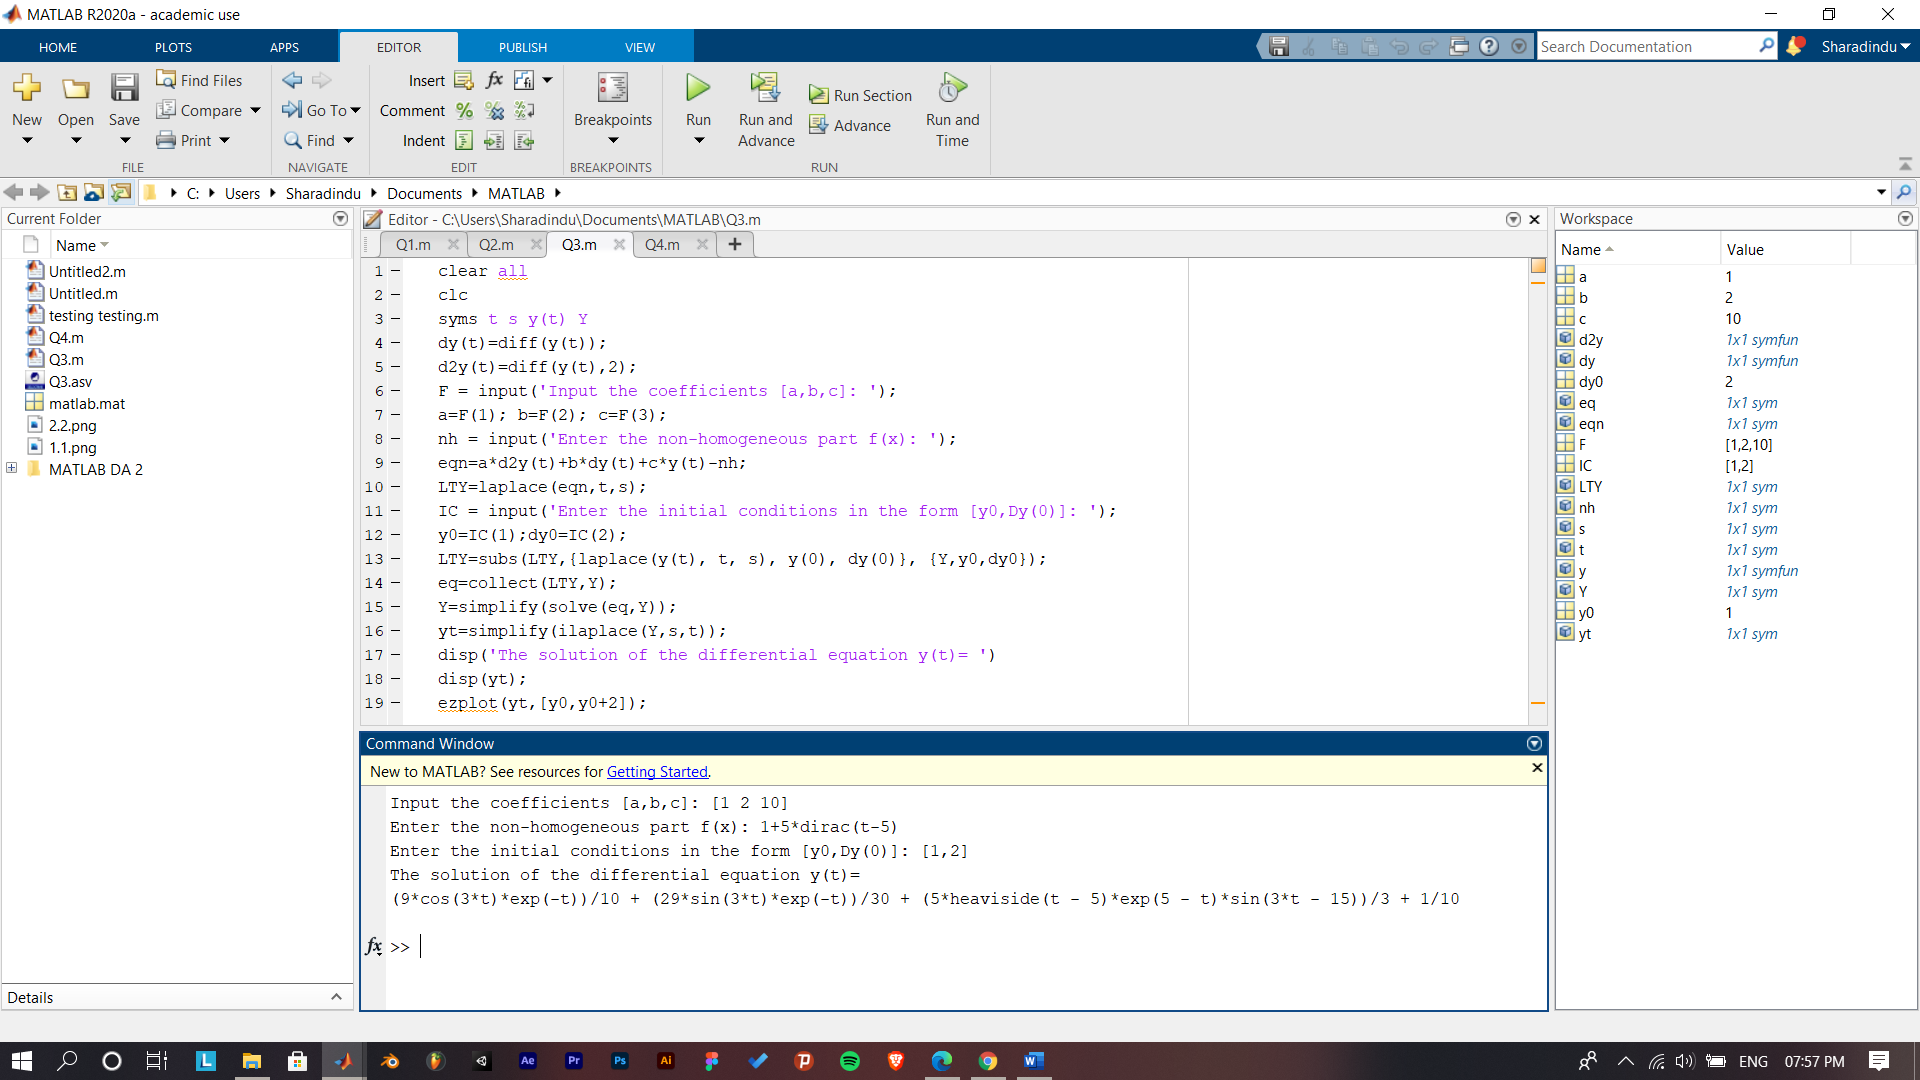 MATLAB R2020a - academic use
HOME PLOTS APPS EDITOR PUBLISH VIEW
Search Documentation
Sharadindu
New
Open
Save
Find Files
Compare
Print
FILE
Go To
Find
NAVIGATE
Insert
Comment
Indent
EDIT
Breakpoints
BREAKPOINTS
Run
Run and Advance
Run Section
Advance
Run and Time
RUN
C: Users Sharadindu Documents MATLAB
Current Folder
Name
Untitled2.m
Untitled.m
testing testing.m
Q4.m
Q3.m
Q3.asv
matlab.mat
2.2.png
1.1.png
MATLAB DA 2
Details
Editor - C:\Users\Sharadindu\Documents\MATLAB\Q3.m
Q1.m Q2.m Q3.m Q4.m
1 - clear all
2 - clc
3 - syms t s y(t) Y
4 - dy(t)=diff(y(t));
5 - d2y(t)=diff(y(t),2);
6 - F = input('Input the coefficients [a,b,c]: ');
7 - a=F(1); b=F(2); c=F(3);
8 - nh = input('Enter the non-homogeneous part f(x): ');
9 - eqn=a*d2y(t)+b*dy(t)+c*y(t)-nh;
10 - LTY=laplace(eqn,t,s);
11 - IC = input('Enter the initial conditions in the form [y0,Dy(0)]: ');
12 - y0=IC(1);dy0=IC(2);
13 - LTY=subs(LTY,{laplace(y(t), t, s), y(0), dy(0)}, {Y,y0,dy0});
14 - eq=collect(LTY,Y);
15 - Y=simplify(solve(eq,Y));
16 - yt=simplify(ilaplace(Y,s,t));
17 - disp('The solution of the differential equation y(t)= ')
18 - disp(yt);
19 - ezplot(yt,[y0,y0+2]);
Command Window
New to MATLAB? See resources for Getting Started.
Input the coefficients [a,b,c]: [1 2 10]
Enter the non-homogeneous part f(x): 1+5*dirac(t-5)
Enter the initial conditions in the form [y0,Dy(0)]: [1,2]
The solution of the differential equation y(t)=
(9*cos(3*t)*exp(-t))/10 + (29*sin(3*t)*exp(-t))/30 + (5*heaviside(t - 5)*exp(5 - t)*sin(3*t - 15))/3 + 1/10
fx >>
Workspace
Name Value
a 1
b 2
c 10
d2y 1x1 symfun
dy 1x1 symfun
dy0 2
eq 1x1 sym
eqn 1x1 sym
F [1,2,10]
IC [1,2]
LTY 1x1 sym
nh 1x1 sym
s 1x1 sym
t 1x1 sym
y 1x1 symfun
Y 1x1 sym
y0 1
yt 1x1 sym
L Ae Pr Ps Ai W
ENG 07:57 PM